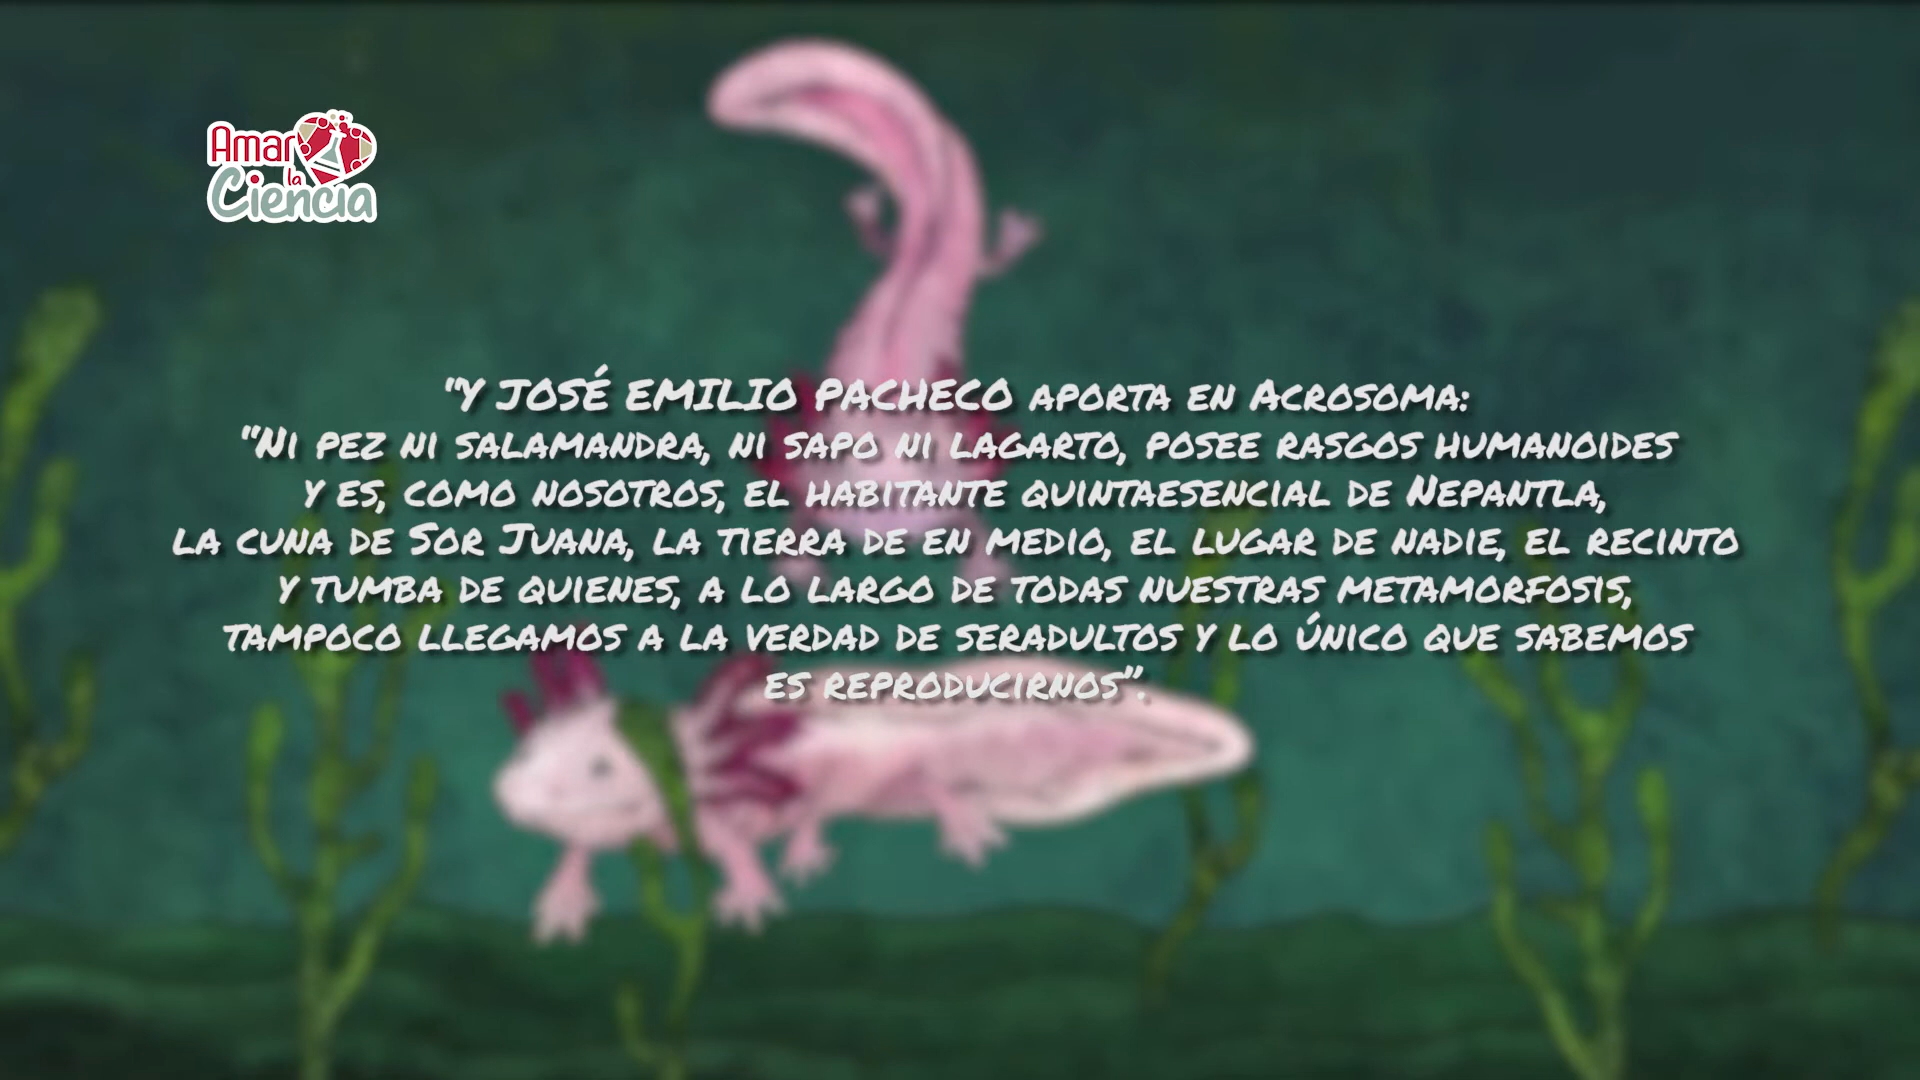 Amar
la
Ciencia
“Y JOSÉ EMILIO PACHECO aporta en Acrosoma:
“Ni pez ni salamandra, ni sapo ni lagarto, posee rasgos humanoides
y es, como nosotros, el habitante quintaesencial de Nepantla,
la cuna de Sor Juana, la tierra de en medio, el lugar de nadie, el recinto
y tumba de quienes, a lo largo de todas nuestras metamorfosis,
tampoco llegamos a la verdad de seradultos y lo único que sabemos
es reproducirnos”.